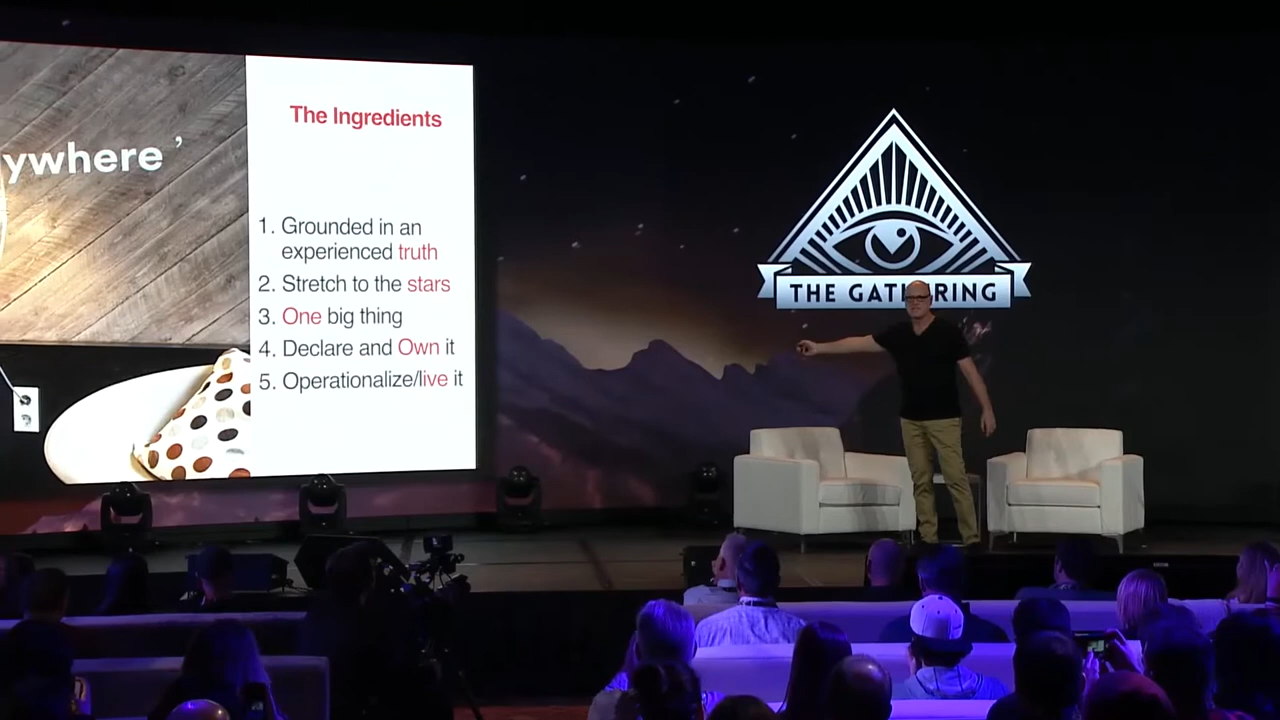 ywhere ’
The Ingredients
1. Grounded in an
experienced truth
2. Stretch to the stars
3. One big thing
4. Declare and Own it
5. Operationalize/live it
THE GATHERING